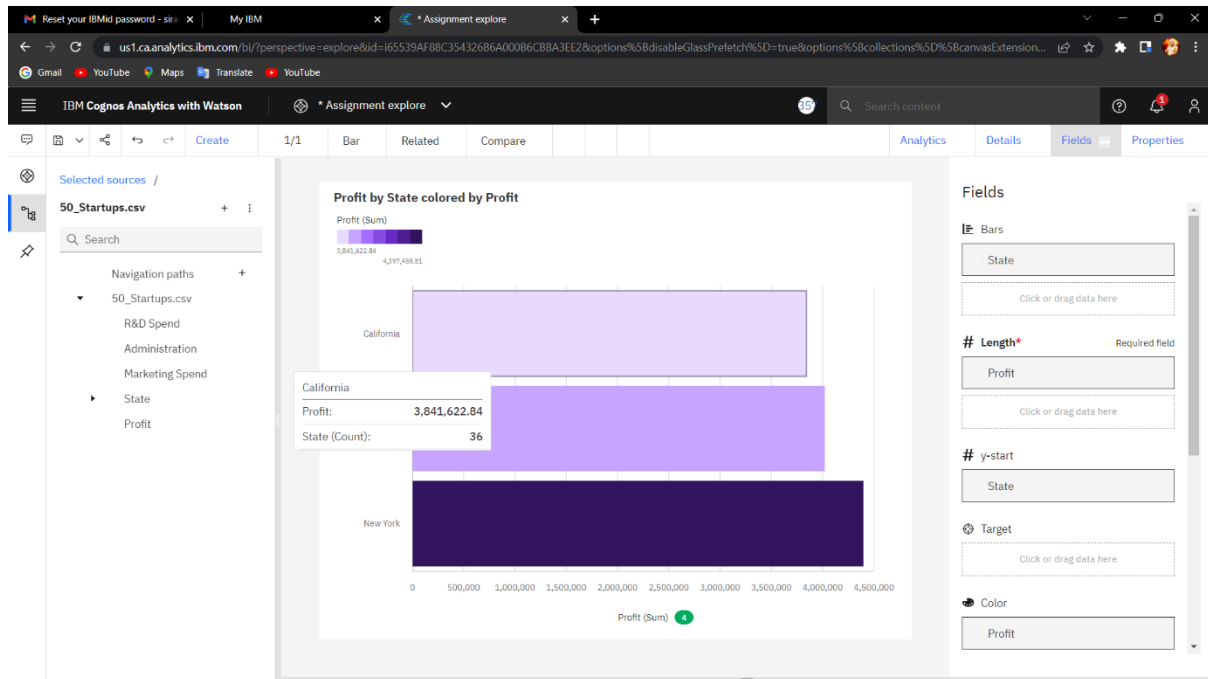 Reset your IBMid password - sira
My IBM
* Assignment explore
us1.ca.analytics.ibm.com/bi/?perspective=explore&id=i65539AF88C354326B6A000B6CBBA3EE2&options%5BdisableGlassPrefetch%5D=true&options%5Bcollections%5D%5BcanvasExtension...
Gmail YouTube Maps Translate YouTube
IBM Cognos Analytics with Watson
* Assignment explore
35°
Search content
1
Create
1/1 Bar Related Compare
Analytics Details Fields Properties
Selected sources /
50_Startups.csv
Search
Navigation paths
50_Startups.csv
R&D Spend
Administration
Marketing Spend
State
Profit
Profit by State colored by Profit
Profit (Sum)
3,841,622.84
4,397,455.81
California
California
Profit: 3,841,622.84
State (Count): 36
New York
0 500,000 1,000,000 1,500,000 2,000,000 2,500,000 3,000,000 3,500,000 4,000,000 4,500,000
Profit (Sum) 4
Fields
Bars
State
Click or drag data here
# Length* Required field
Profit
Click or drag data here
# y-start
State
Target
Click or drag data here
Color
Profit